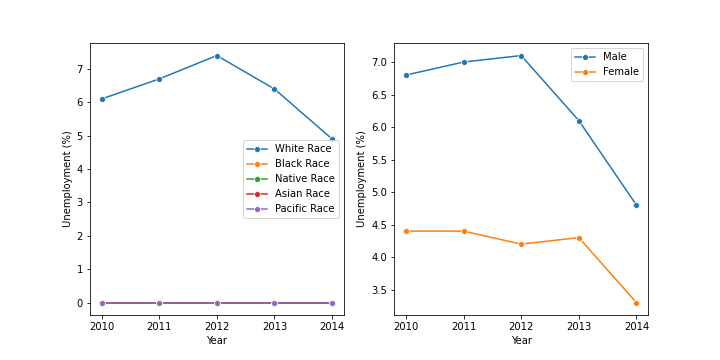 7
6
5
4
3
2
1
0
Unemployment (%)
2010 2011 2012 2013 2014
Year
White Race
Black Race
Native Race
Asian Race
Pacific Race
7.0
6.5
6.0
5.5
5.0
4.5
4.0
3.5
Unemployment (%)
2010 2011 2012 2013 2014
Year
Male
Female